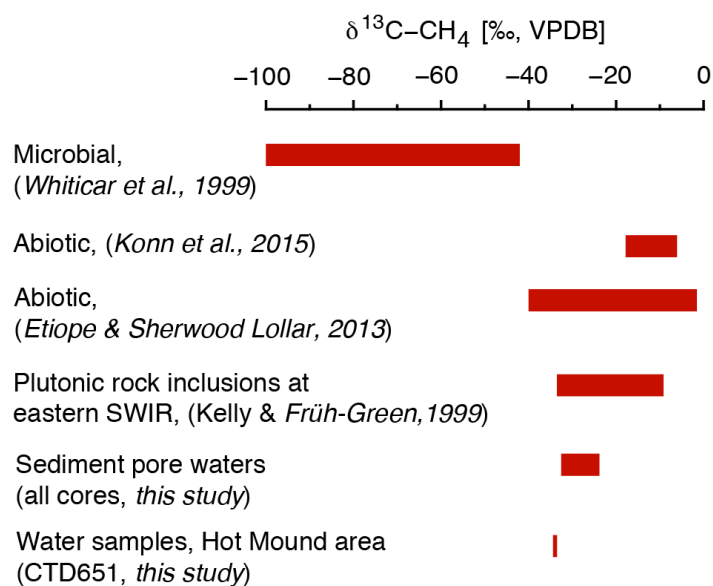 δ¹³C–CH₄ [‰, VPDB]
−100 −80 −60 −40 −20 0
Microbial,
(Whiticar et al., 1999)
Abiotic, (Konn et al., 2015)
Abiotic,
(Etiope & Sherwood Lollar, 2013)
Plutonic rock inclusions at
eastern SWIR, (Kelly & Früh-Green,1999)
Sediment pore waters
(all cores, this study)
Water samples, Hot Mound area
(CTD651, this study)